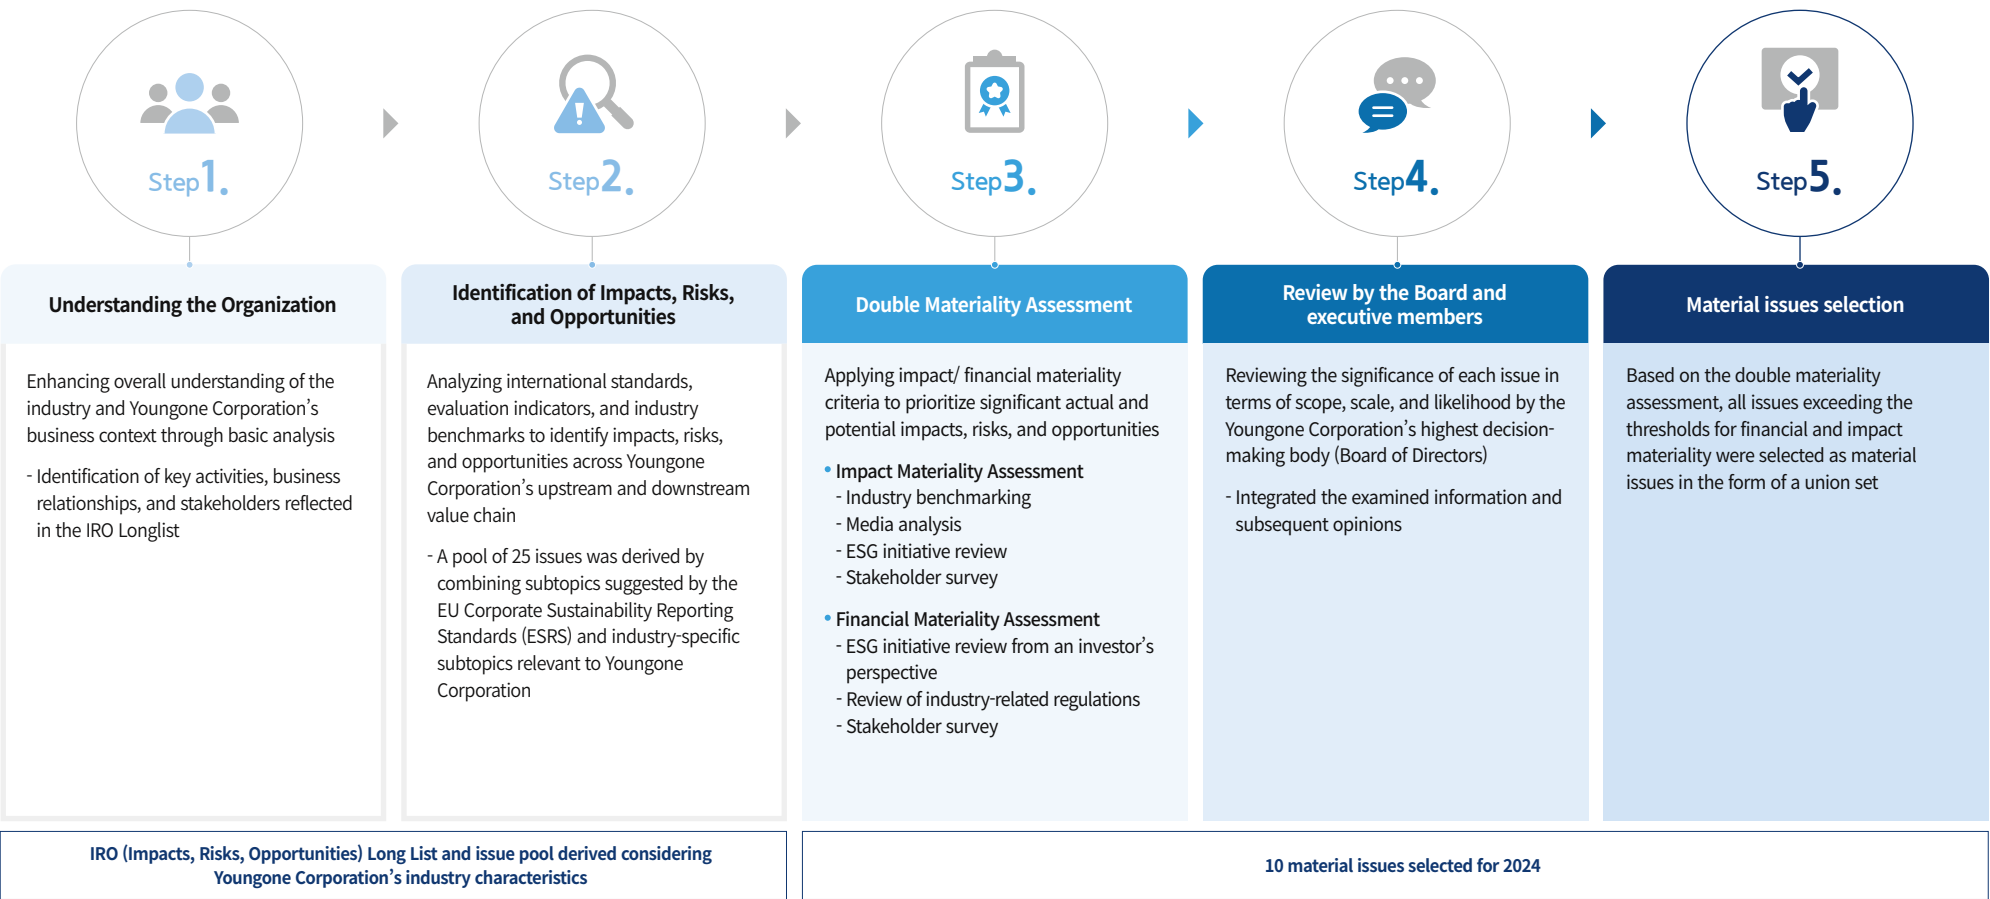 Step1.
Step2.
Step3.
Step4.
Step5.
Understanding the Organization
Enhancing overall understanding of the
industry and Youngone Corporation’s
business context through basic analysis
- Identification of key activities, business
relationships, and stakeholders reflected
in the IRO Longlist
Identification of Impacts, Risks,
and Opportunities
Analyzing international standards,
evaluation indicators, and industry
benchmarks to identify impacts, risks,
and opportunities across Youngone
Corporation’s upstream and downstream
value chain
- A pool of 25 issues was derived by
combining subtopics suggested by the
EU Corporate Sustainability Reporting
Standards (ESRS) and industry-specific
subtopics relevant to Youngone
Corporation
Double Materiality Assessment
Applying impact/ financial materiality
criteria to prioritize significant actual and
potential impacts, risks, and opportunities
• Impact Materiality Assessment
- Industry benchmarking
- Media analysis
- ESG initiative review
- Stakeholder survey
• Financial Materiality Assessment
- ESG initiative review from an investor’s
perspective
- Review of industry-related regulations
- Stakeholder survey
Review by the Board and
executive members
Reviewing the significance of each issue in
terms of scope, scale, and likelihood by the
Youngone Corporation’s highest decision-
making body (Board of Directors)
- Integrated the examined information and
subsequent opinions
Material issues selection
Based on the double materiality
assessment, all issues exceeding the
thresholds for financial and impact
materiality were selected as material
issues in the form of a union set
IRO (Impacts, Risks, Opportunities) Long List and issue pool derived considering
Youngone Corporation’s industry characteristics
10 material issues selected for 2024